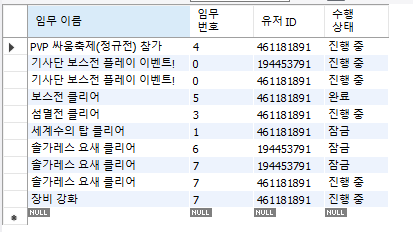 임무 이름 임무 번호 유저 ID 수행 상태
PVP 싸움축제(정규전) 참가 4 461181891 진행 중
기사단 보스전 플레이 이벤트! 0 194453791 진행 중
기사단 보스전 플레이 이벤트! 0 461181891 진행 중
보스전 클리어 5 461181891 완료
섬멸전 클리어 3 461181891 진행 중
세계수의 탑 클리어 1 461181891 잠금
솔가레스 요새 클리어 6 194453791 잠금
솔가레스 요새 클리어 7 194453791 잠금
솔가레스 요새 클리어 7 461181891 진행 중
장비 강화 7 461181891 진행 중
NULL NULL NULL NULL